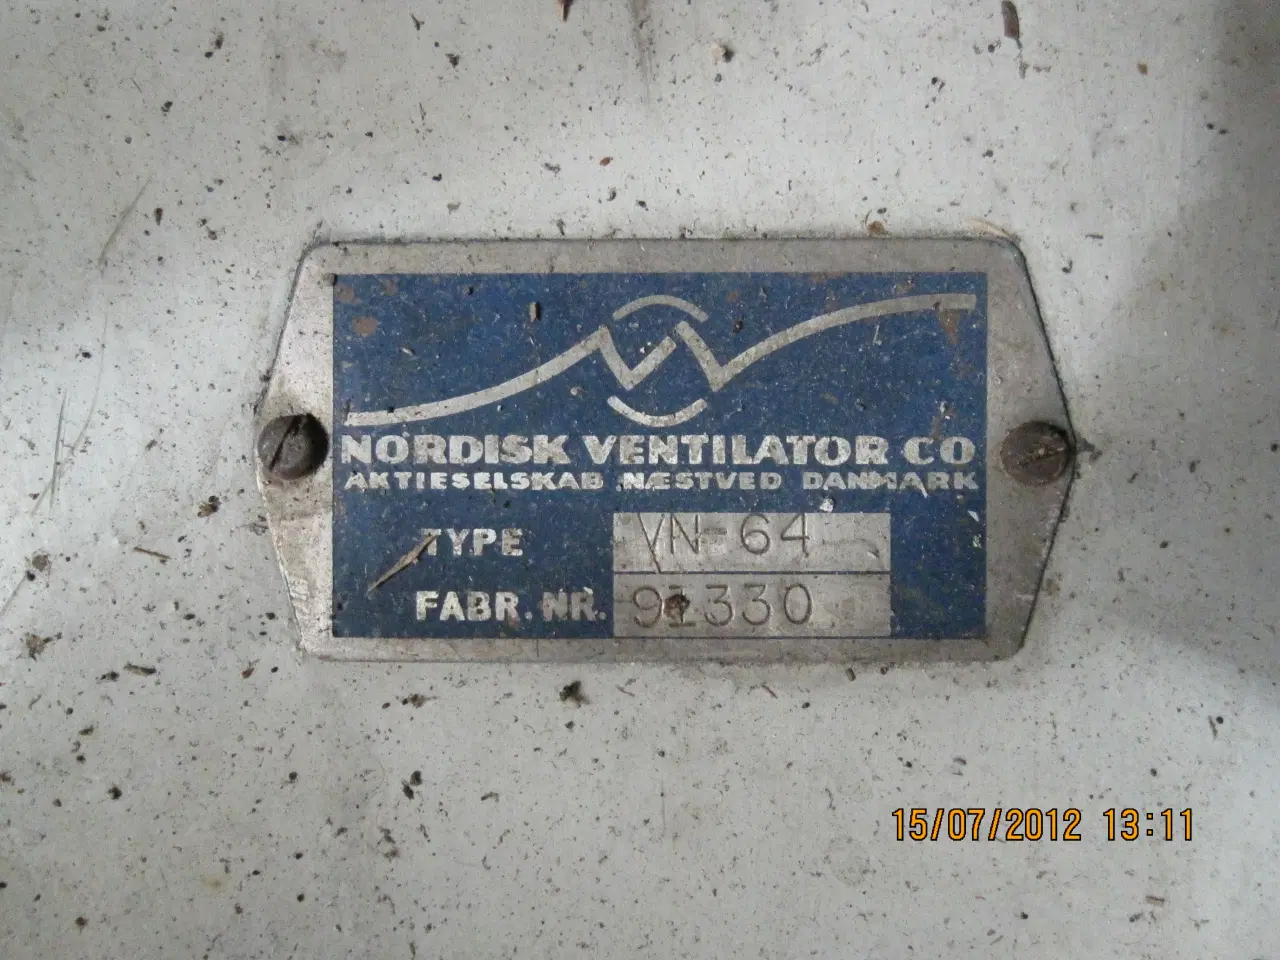 NORDISK VENTILATOR CO
AKTIESELSKAB NÆSTVED DANMARK
TYPE VN-64
FABR. NR. 91330
15/07/2012 13:11